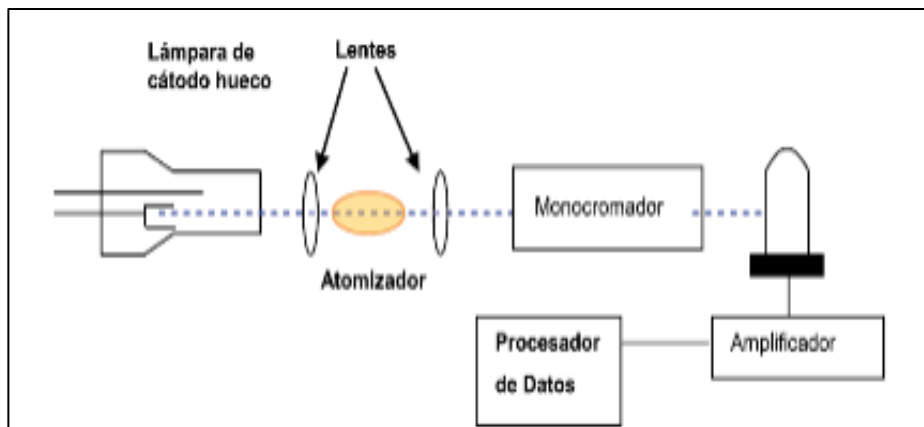 Lámpara de
cátodo hueco
Lentes
Monocromador
Atomizador
Procesador
de Datos
Amplificador